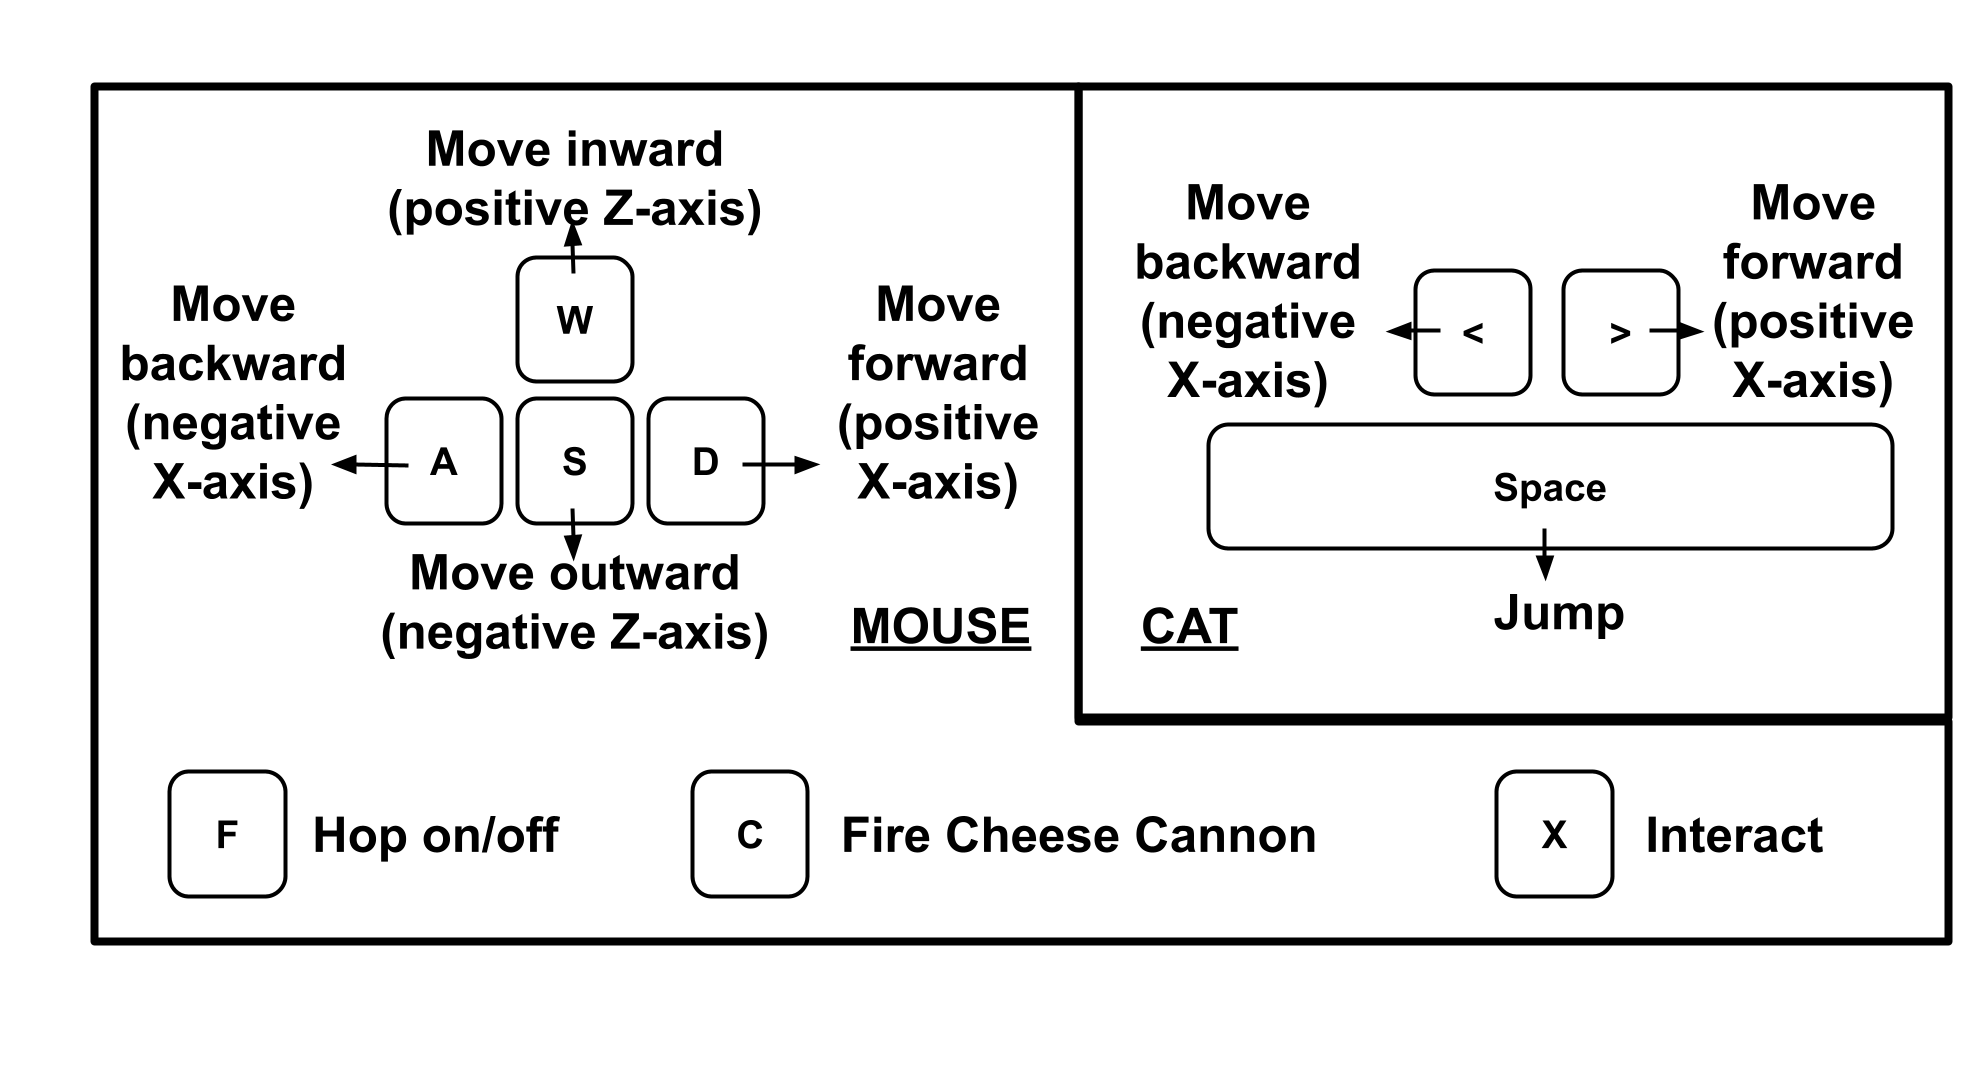 Move inward
(positive Z-axis)
W
Move
backward
(negative
X-axis)
A
S
D
Move
forward
(positive
X-axis)
Move outward
(negative Z-axis)
MOUSE
Move
backward
(negative
X-axis)
<
>
Move
forward
(positive
X-axis)
Space
Jump
CAT
F
Hop on/off
C
Fire Cheese Cannon
X
Interact